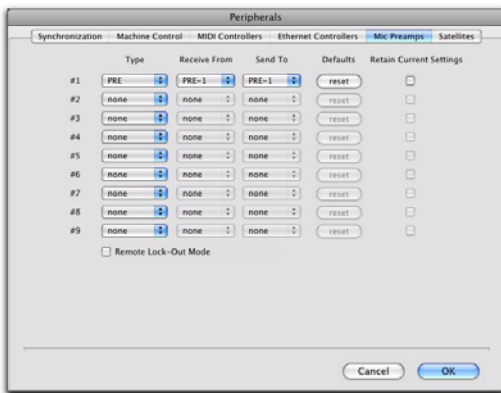 Peripherals
Synchronization Machine Control MIDI Controllers Ethernet Controllers Mic Preamps Satellites
Type Receive From Send To Defaults Retain Current Settings
#1 PRE PRE-1 PRE-1 reset
#2 none none none reset
#3 none none none reset
#4 none none none reset
#5 none none none reset
#6 none none none reset
#7 none none none reset
#8 none none none reset
#9 none none none reset
Remote Lock-Out Mode
Cancel OK